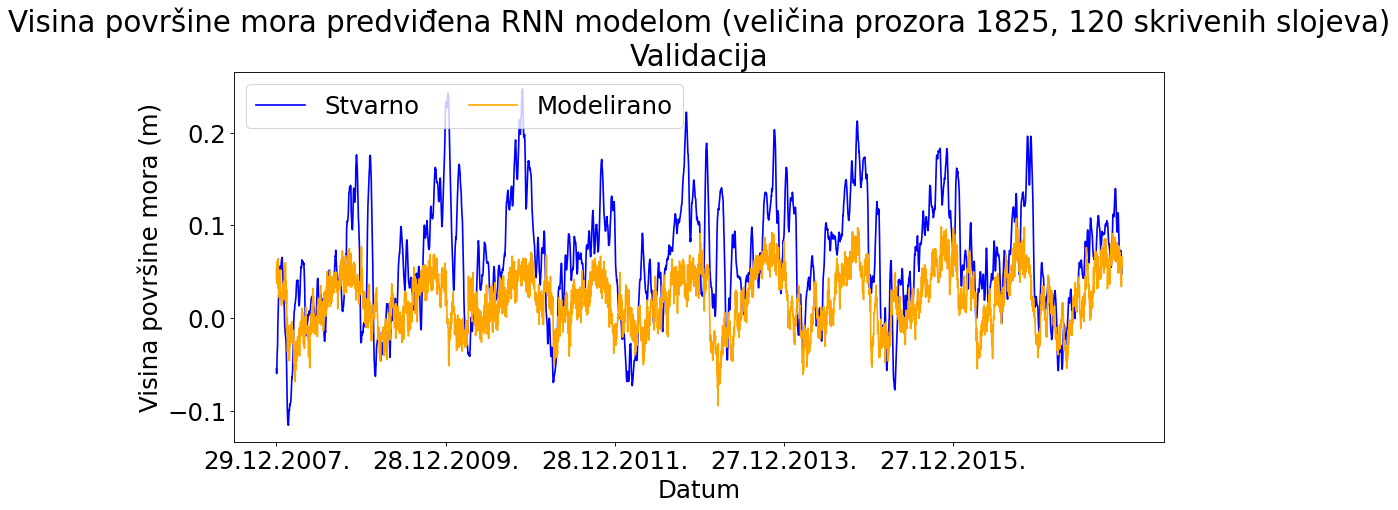 Visina površine mora predviđena RNN modelom (veličina prozora 1825, 120 skrivenih slojeva)
Validacija
Stvarno
Modelirano
Visina površine mora (m)
0.2
0.1
0.0
−0.1
29.12.2007.
28.12.2009.
28.12.2011.
27.12.2013.
27.12.2015.
Datum